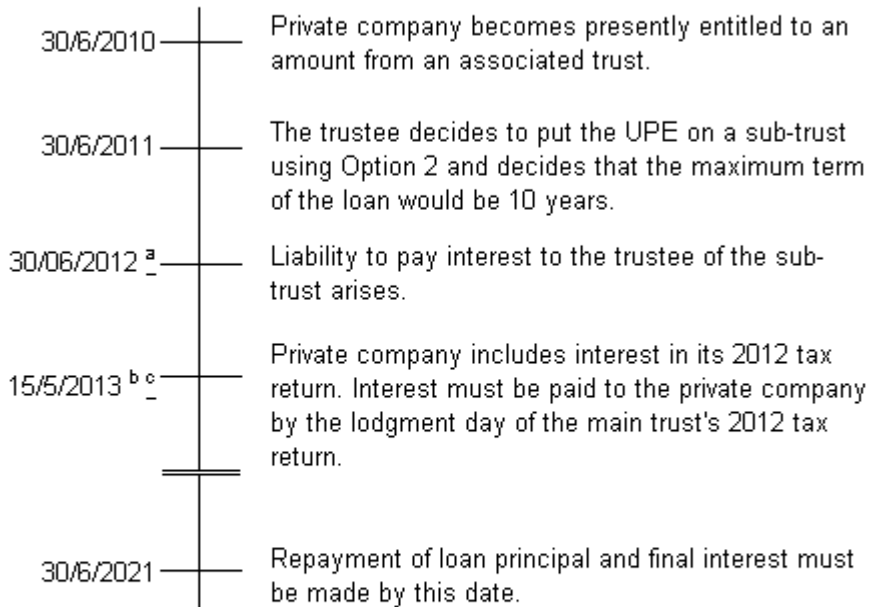 30/6/2010
Private company becomes presently entitled to an
amount from an associated trust.
30/6/2011
The trustee decides to put the UPE on a sub-trust
using Option 2 and decides that the maximum term
of the loan would be 10 years.
30/06/2012 a
Liability to pay interest to the trustee of the sub-
trust arises.
15/5/2013 b c
Private company includes interest in its 2012 tax
return. Interest must be paid to the private company
by the lodgment day of the main trust's 2012 tax
return.
30/6/2021
Repayment of loan principal and final interest must
be made by this date.